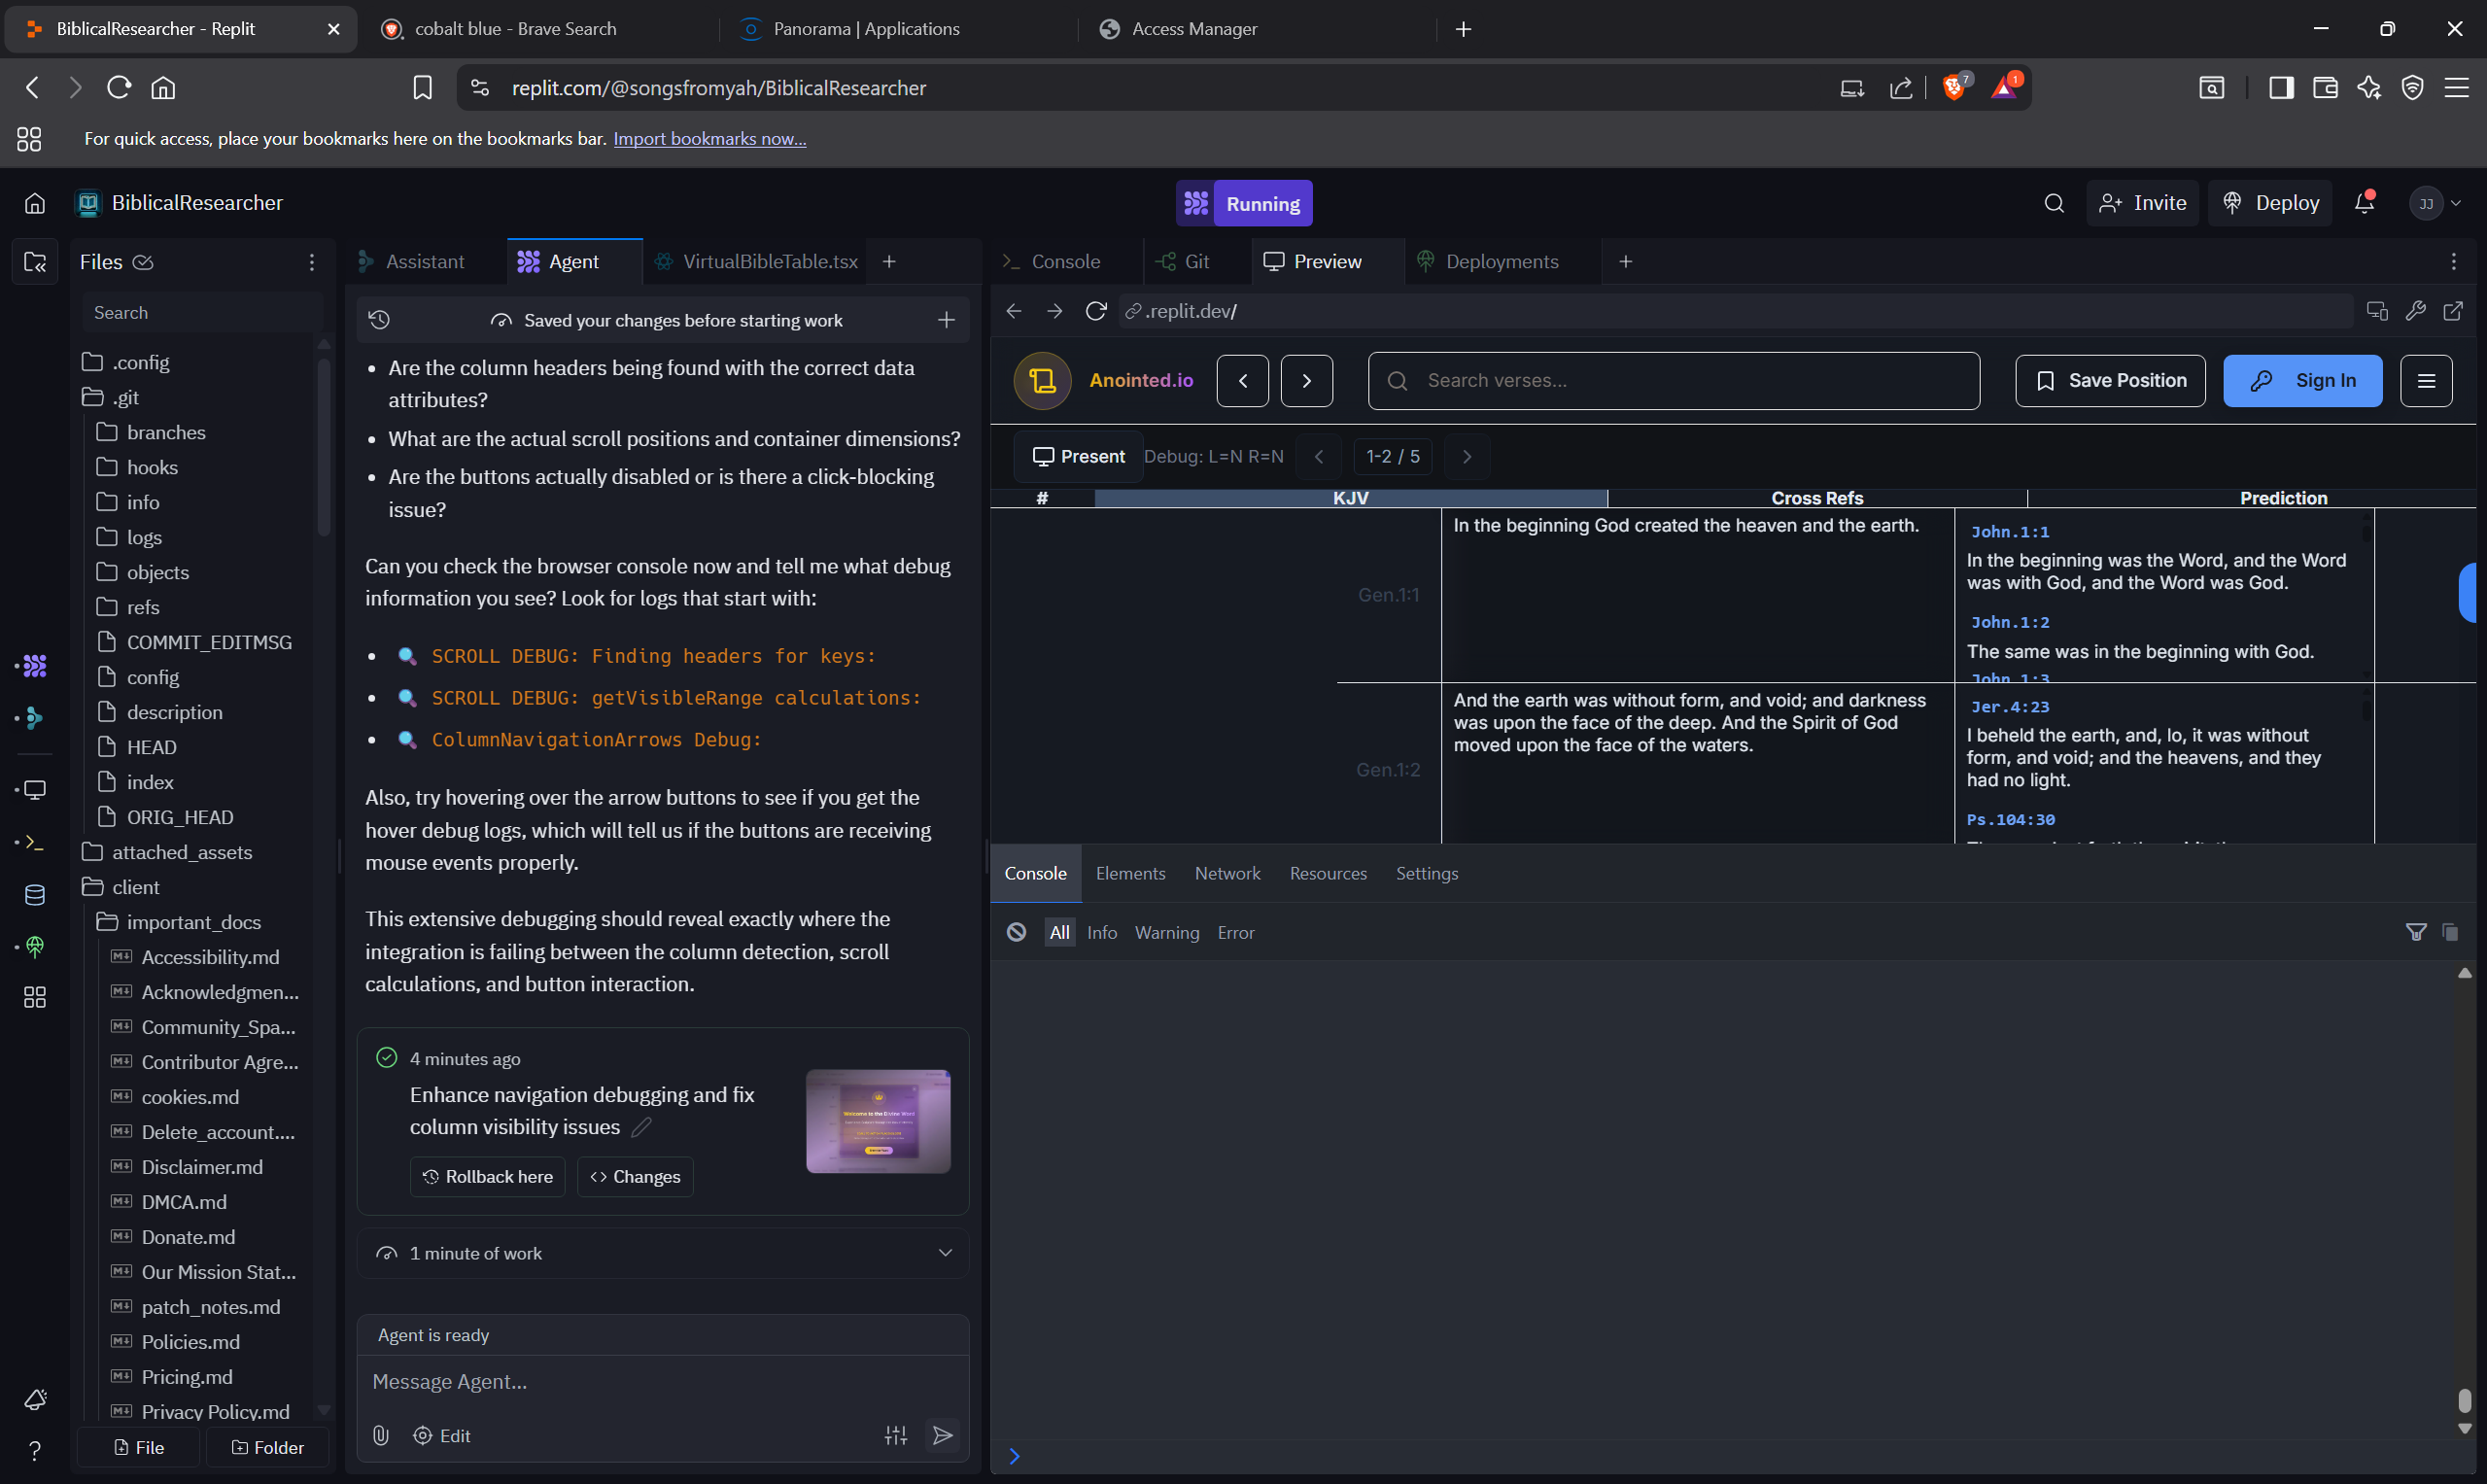 BiblicalResearcher - Replit
cobalt blue - Brave Search
Panorama | Applications
Access Manager
replit.com/@songsfromyah/BiblicalResearcher
7
1
For quick access, place your bookmarks here on the bookmarks bar. Import bookmarks now...
BiblicalResearcher
Running
Invite
Deploy
JJ
Files
Search
.config
.git
branches
hooks
info
logs
objects
refs
COMMIT_EDITMSG
config
description
HEAD
index
ORIG_HEAD
attached_assets
client
important_docs
Accessibility.md
Acknowledgmen...
Community_Spa...
Contributor Agre...
cookies.md
Delete_account....
Disclaimer.md
DMCA.md
Donate.md
Our Mission Stat...
patch_notes.md
Policies.md
Pricing.md
Privacy Policy.md
File
Folder
Assistant
Agent
VirtualBibleTable.tsx
Saved your changes before starting work
• Are the column headers being found with the correct data
attributes?
• What are the actual scroll positions and container dimensions?
• Are the buttons actually disabled or is there a click-blocking
issue?
Can you check the browser console now and tell me what debug
information you see? Look for logs that start with:
• 🔍 SCROLL DEBUG: Finding headers for keys:
• 🔍 SCROLL DEBUG: getVisibleRange calculations:
• 🔍 ColumnNavigationArrows Debug:
Also, try hovering over the arrow buttons to see if you get the
hover debug logs, which will tell us if the buttons are receiving
mouse events properly.
This extensive debugging should reveal exactly where the
integration is failing between the column detection, scroll
calculations, and button interaction.
4 minutes ago
Enhance navigation debugging and fix
column visibility issues
Rollback here
Changes
1 minute of work
Agent is ready
Message Agent...
Edit
Console
Git
Preview
Deployments
.replit.dev/
Anointed.io
Search verses...
Save Position
Sign In
Present
Debug: L=N R=N
1-2 / 5
#
KJV
Cross Refs
Prediction
Gen.1:1
In the beginning God created the heaven and the earth.
John.1:1
In the beginning was the Word, and the Word
was with God, and the Word was God.
John.1:2
The same was in the beginning with God.
John.1:3
Gen.1:2
And the earth was without form, and void; and darkness
was upon the face of the deep. And the Spirit of God
moved upon the face of the waters.
Jer.4:23
I beheld the earth, and, lo, it was without
form, and void; and the heavens, and they
had no light.
Ps.104:30
Console
Elements
Network
Resources
Settings
All
Info
Warning
Error